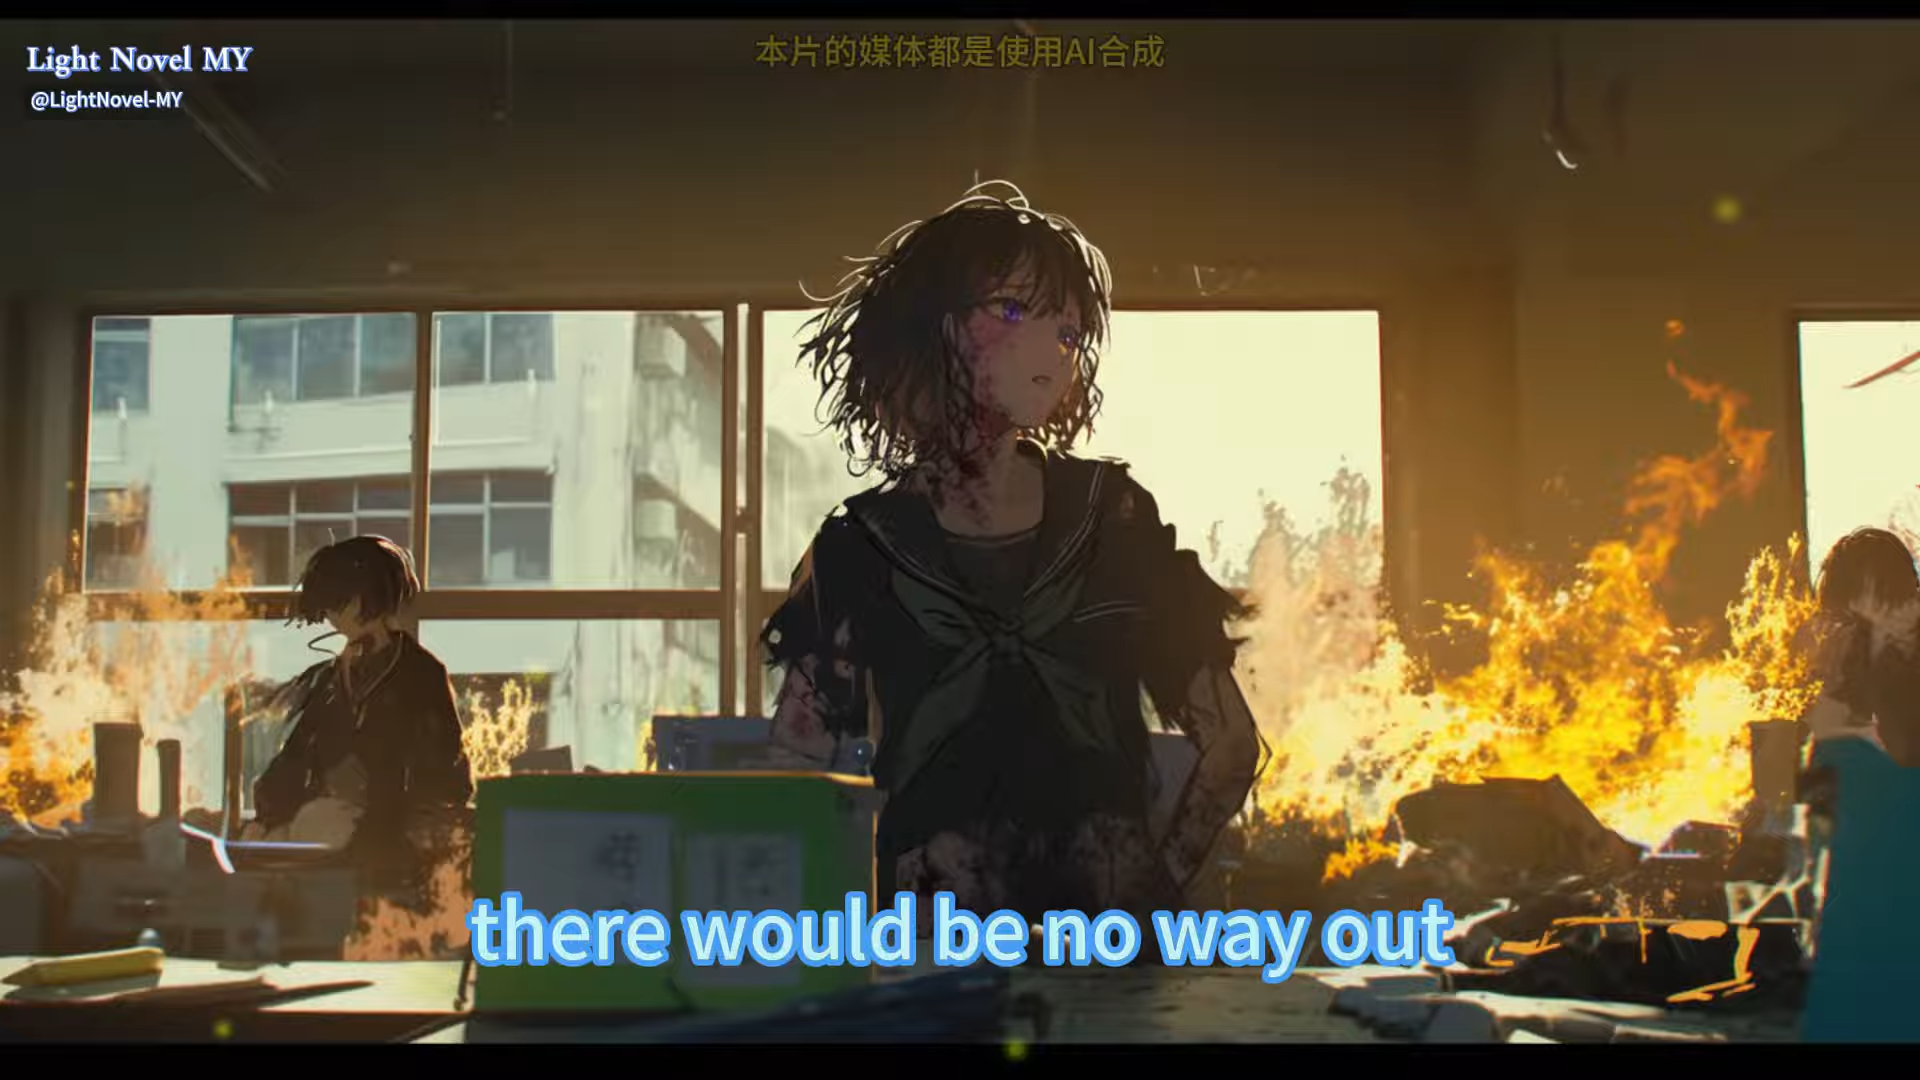 Light Novel MY
@LightNovel-MY
本片的媒体都是使用AI合成
there would be no way out